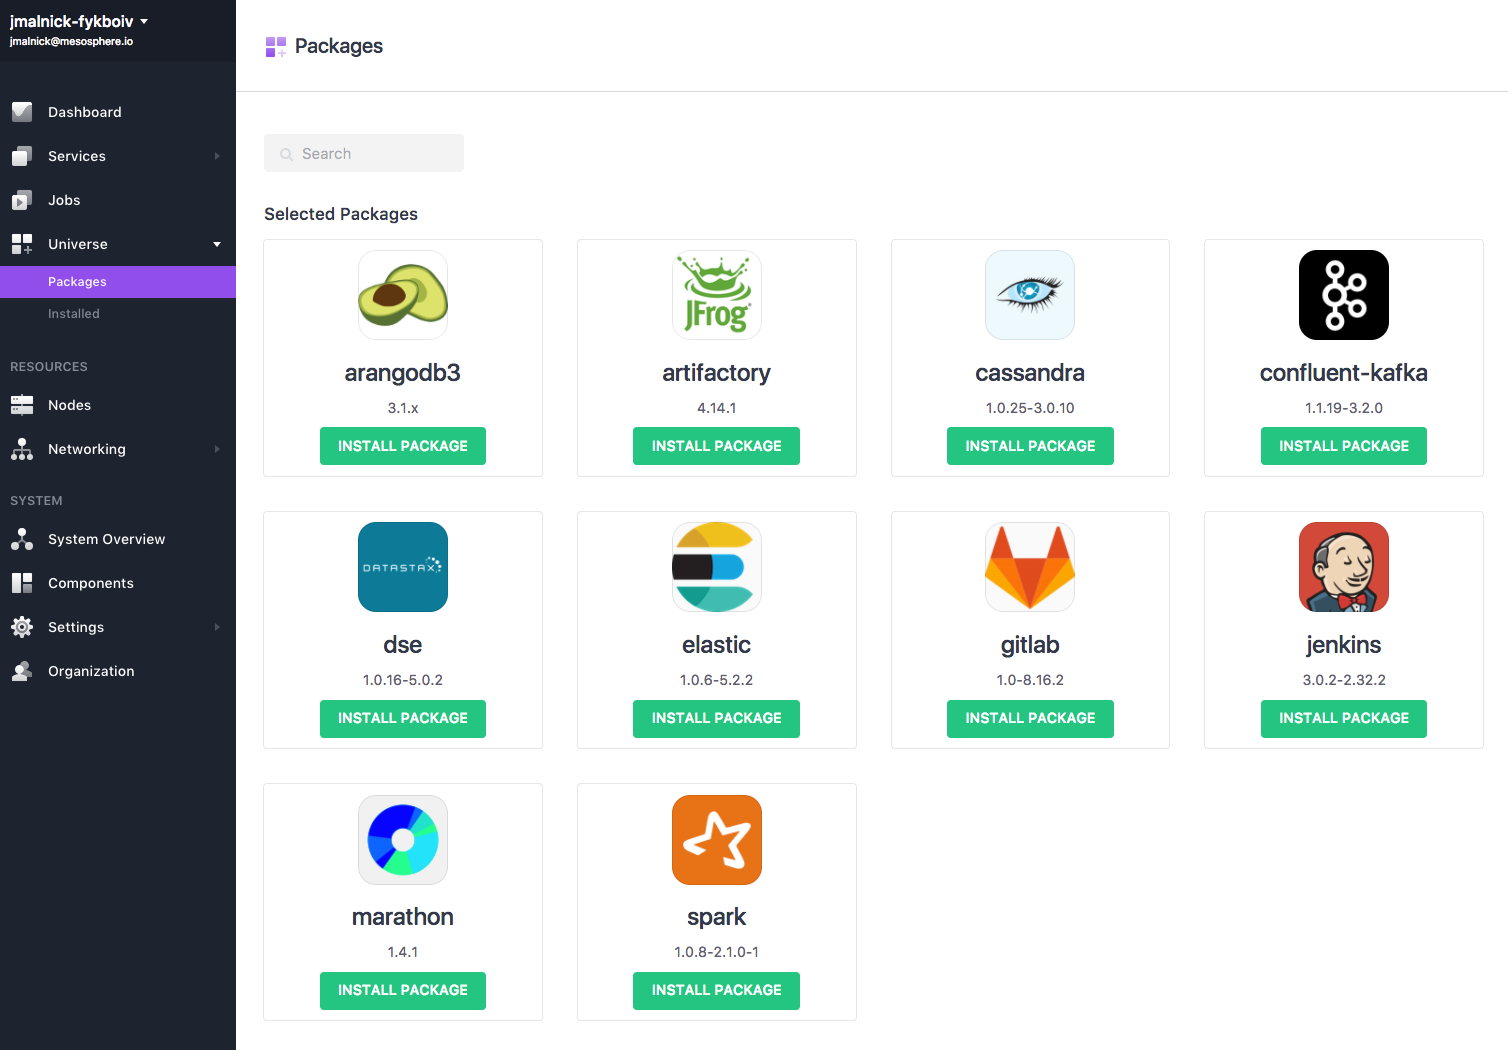 jmalnick-fykboiv
jmalnick@mesosphere.io
Dashboard
Services
Jobs
Universe
Packages
Installed
RESOURCES
Nodes
Networking
SYSTEM
System Overview
Components
Settings
Organization
Packages
Search
Selected Packages
JFrog
arangodb3
artifactory
cassandra
confluent-kafka
3.1.x
4.14.1
1.0.25-3.0.10
1.1.19-3.2.0
INSTALL PACKAGE
INSTALL PACKAGE
INSTALL PACKAGE
INSTALL PACKAGE
DATASTAX
dse
elastic
gitlab
jenkins
1.0.16-5.0.2
1.0.6-5.2.2
1.0-8.16.2
3.0.2-2.32.2
INSTALL PACKAGE
INSTALL PACKAGE
INSTALL PACKAGE
INSTALL PACKAGE
marathon
spark
1.4.1
1.0.8-2.1.0-1
INSTALL PACKAGE
INSTALL PACKAGE